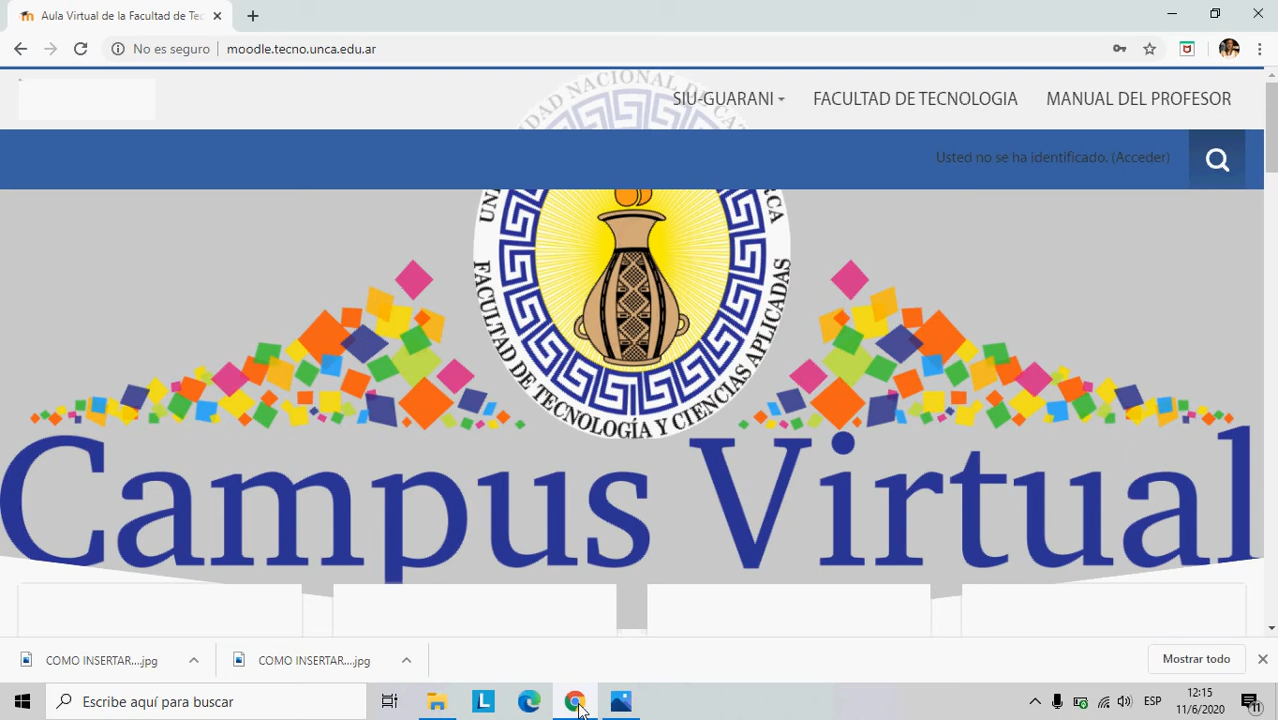 Aula Virtual de la Facultad de Tec
No es seguro
moodle.tecno.unca.edu.ar
SIU-GUARANI
FACULTAD DE TECNOLOGIA
MANUAL DEL PROFESOR
Usted no se ha identificado. (Acceder)
FACULTAD DE TECNOLOGÍA Y CIENCIAS APLICADAS
Campus Virtual
COMO INSERTAR....jpg
COMO INSERTAR....jpg
Mostrar todo
Escribe aquí para buscar
L
ESP
12:15
11/6/2020
11